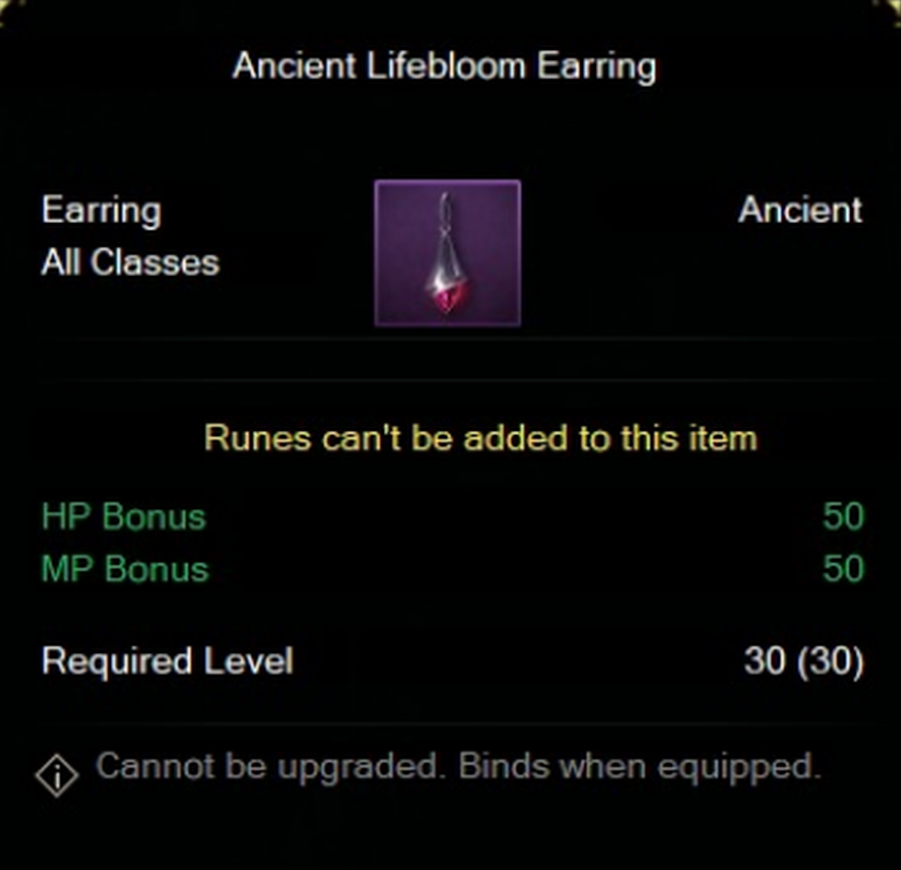 Ancient Lifebloom Earring
Earring
Ancient
All Classes
Runes can't be added to this item
HP Bonus 50
MP Bonus 50
Required Level 30 (30)
Cannot be upgraded. Binds when equipped.